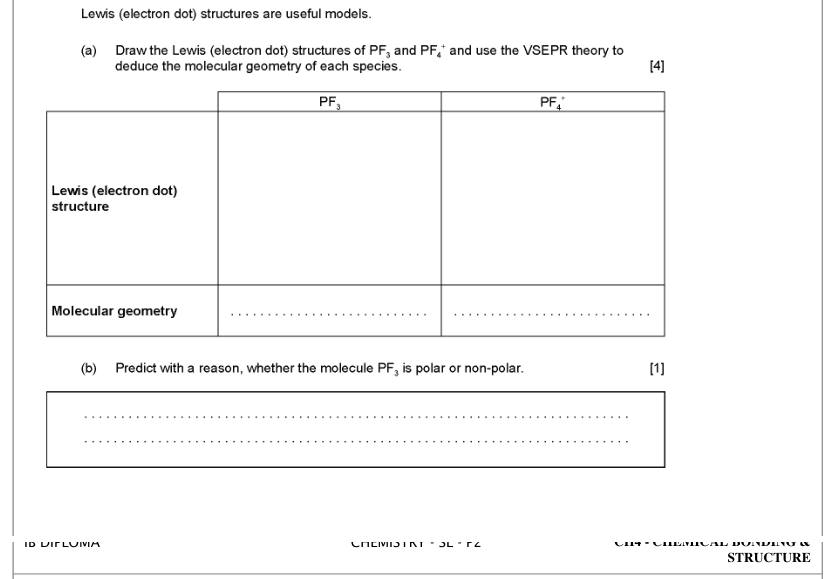 Lewis (electron dot) structures are useful models.
(a) Draw the Lewis (electron dot) structures of PF₃ and PF₄⁺ and use the VSEPR theory to
deduce the molecular geometry of each species. [4]
PF₃ PF₄⁺
Lewis (electron dot)
structure
Molecular geometry ........................... ...........................
(b) Predict with a reason, whether the molecule PF₃ is polar or non-polar. [1]
...........................................................................
...........................................................................
IB DIPLOMA CHEMISTRY - SL - P2 CH4 - CHEMICAL BONDING &
STRUCTURE